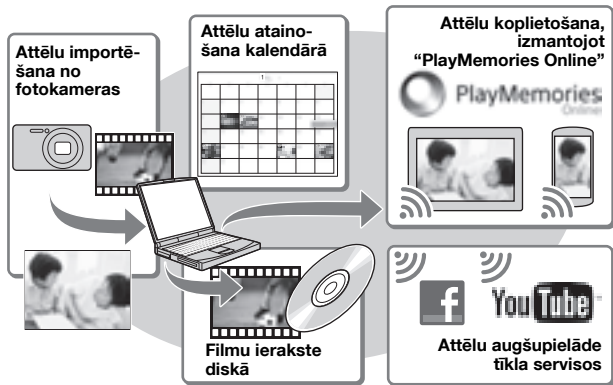 Attēlu importē-
šana no
fotokameras
Attēlu ataino-
šana kalendārā
1
Attēlu koplietošana,
izmantojot
“PlayMemories Online”
PlayMemories
Online
Filmu ierakste
diskā
f
You Tube
Attēlu augšupielāde
tīkla servisos